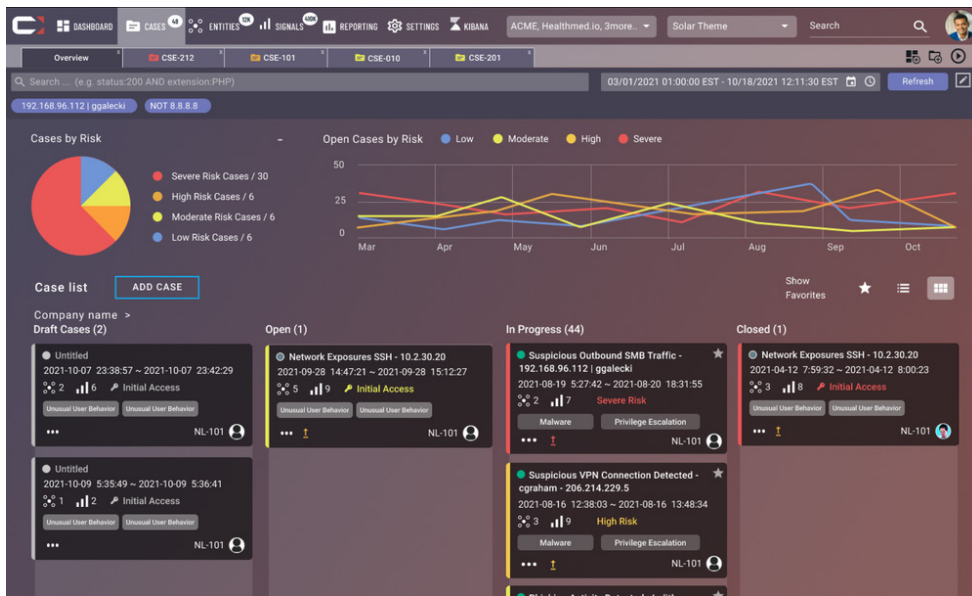 DASHBOARD
CASES
48
ENTITIES
12K
SIGNALS
REPORTING
SETTINGS
KIBANA
ACME, Healthmed.io, 3more..
Solar Theme
Search
Overview x
CSE-212 x
CSE-101 x
CSE-010 x
CSE-201 x
Search ... (e.g. status:200 AND extension:PHP)
03/01/2021 01:00:00 EST - 10/18/2021 12:11:30 EST
Refresh
192.168.96.112 | ggalecki
NOT 8.8.8.8
Cases by Risk
–
Severe Risk Cases / 30
High Risk Cases / 6
Moderate Risk Cases / 6
Low Risk Cases / 6
Open Cases by Risk
Low
Moderate
High
Severe
50
25
0
Mar Apr May Jun Jul Aug Sep Oct
Case list
ADD CASE
Show
Favorites
Company name >
Draft Cases (2)
Untitled
2021-10-07 23:38:57 ~ 2021-10-07 23:42:29
2 6 Initial Access
Unusual User Behavior Unusual User Behavior
••• NL-101
Untitled
2021-10-09 5:35:49 ~ 2021-10-09 5:36:41
1 2 Initial Access
Unusual User Behavior Unusual User Behavior
••• NL-101
Open (1)
Network Exposures SSH - 10.2.30.20
2021-09-28 14:47:21 ~ 2021-09-28 15:12:27
5 9 Initial Access
Unusual User Behavior Unusual User Behavior
••• NL-101
In Progress (44)
Suspicious Outbound SMB Traffic -
192.168.96.112 | ggalecki
2021-08-19 5:27:42 ~ 2021-08-20 18:31:55
2 7 Severe Risk
Malware Privilege Escalation
••• NL-101
Suspicious VPN Connection Detected -
cgraham - 206.214.229.5
2021-08-16 12:38:03 ~ 2021-08-16 13:48:34
3 9 High Risk
Malware Privilege Escalation
••• NL-101
Closed (1)
Network Exposures SSH - 10.2.30.20
2021-04-12 7:59:32 ~ 2021-04-12 8:00:23
3 8 Initial Access
Unusual User Behavior Unusual User Behavior
••• NL-101